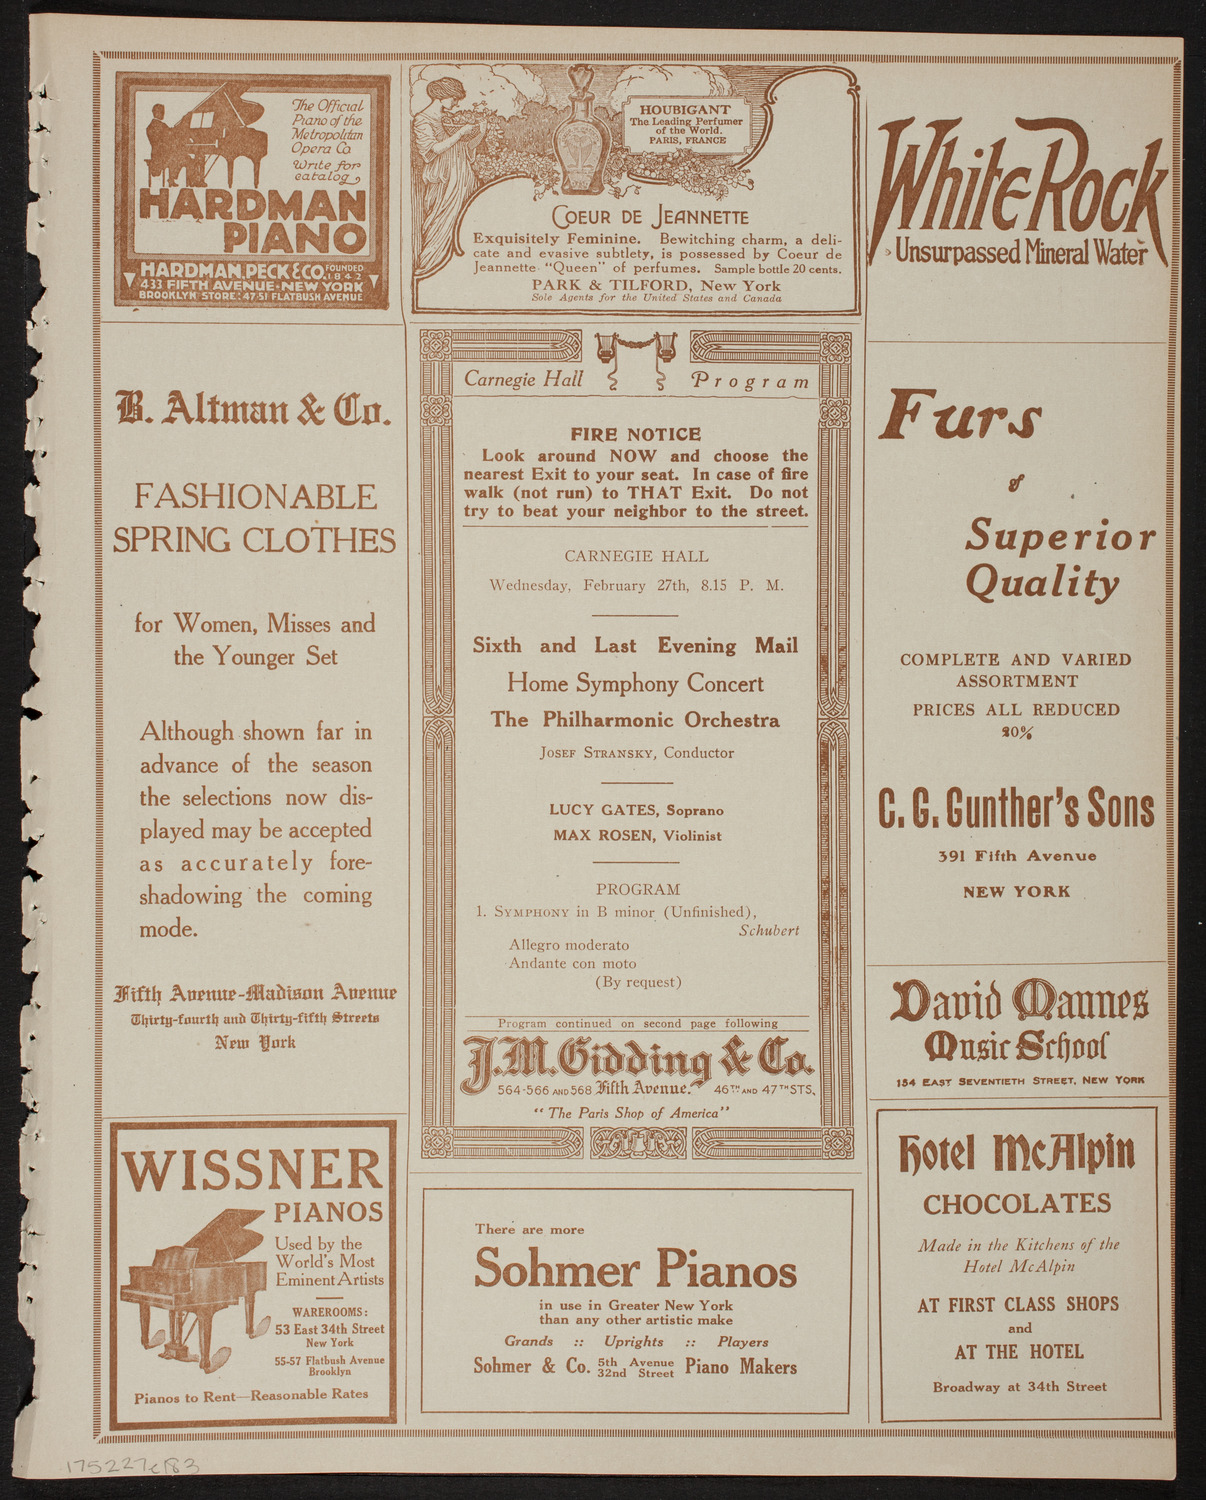 The Official
Piano of the
Metropolitan
Opera Co.
Write for
catalog
HARDMAN
PIANO
HARDMAN, PECK & CO. FOUNDED 1842
433 FIFTH AVENUE-NEW YORK
BROOKLYN STORE: 47-51 FLATBUSH AVENUE
HOUBIGANT
The Leading Perfumer
of the World.
PARIS, FRANCE
COEUR DE JEANNETTE
Exquisitely Feminine. Bewitching charm, a deli-
cate and evasive subtlety, is possessed by Coeur de
Jeannette "Queen" of perfumes. Sample bottle 20 cents.
PARK & TILFORD, New York
Sole Agents for the United States and Canada
White Rock
Unsurpassed Mineral Water
B. Altman & Co.
FASHIONABLE
SPRING CLOTHES
for Women, Misses and
the Younger Set
Although shown far in
advance of the season
the selections now dis-
played may be accepted
as accurately fore-
shadowing the coming
mode.
Fifth Avenue-Madison Avenue
Thirty-fourth and Thirty-fifth Streets
New York
WISSNER
PIANOS
Used by the
World's Most
Eminent Artists
WAREROOMS:
53 East 34th Street
New York
55-57 Flatbush Avenue
Brooklyn
Pianos to Rent—Reasonable Rates
Carnegie Hall Program
FIRE NOTICE
Look around NOW and choose the
nearest Exit to your seat. In case of fire
walk (not run) to THAT Exit. Do not
try to beat your neighbor to the street.
CARNEGIE HALL
Wednesday, February 27th, 8.15 P. M.
Sixth and Last Evening Mail
Home Symphony Concert
The Philharmonic Orchestra
JOSEF STRANSKY, Conductor
LUCY GATES, Soprano
MAX ROSEN, Violinist
PROGRAM
1. SYMPHONY in B minor (Unfinished),
Schubert
Allegro moderato
Andante con moto
(By request)
Program continued on second page following
J.M. Gidding & Co.
564-566 AND 568 Fifth Avenue. 46TH AND 47TH STS.
"The Paris Shop of America"
There are more
Sohmer Pianos
in use in Greater New York
than any other artistic make
Grands :: Uprights :: Players
Sohmer & Co. 5th Avenue 32nd Street Piano Makers
Furs
of
Superior
Quality
COMPLETE AND VARIED
ASSORTMENT
PRICES ALL REDUCED
20%
C. G. Gunther's Sons
391 Fifth Avenue
NEW YORK
David Mannes
Music School
154 EAST SEVENTIETH STREET, NEW YORK
Hotel McAlpin
CHOCOLATES
Made in the Kitchens of the
Hotel McAlpin
AT FIRST CLASS SHOPS
and
AT THE HOTEL
Broadway at 34th Street
175227e183